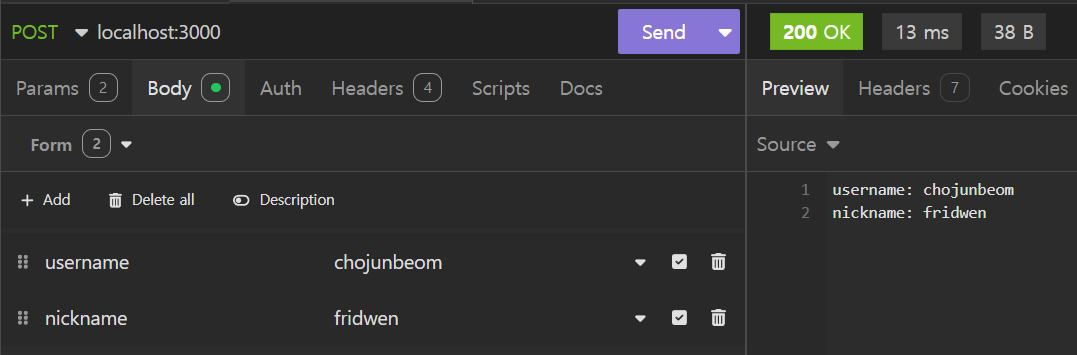 POST localhost:3000 Send
Params 2 Body Auth Headers 4 Scripts Docs
Form 2
Add Delete all Description
username chojunbeom
nickname fridwen
200 OK 13 ms 38 B
Preview Headers 7 Cookies
Source
1 username: chojunbeom
2 nickname: fridwen